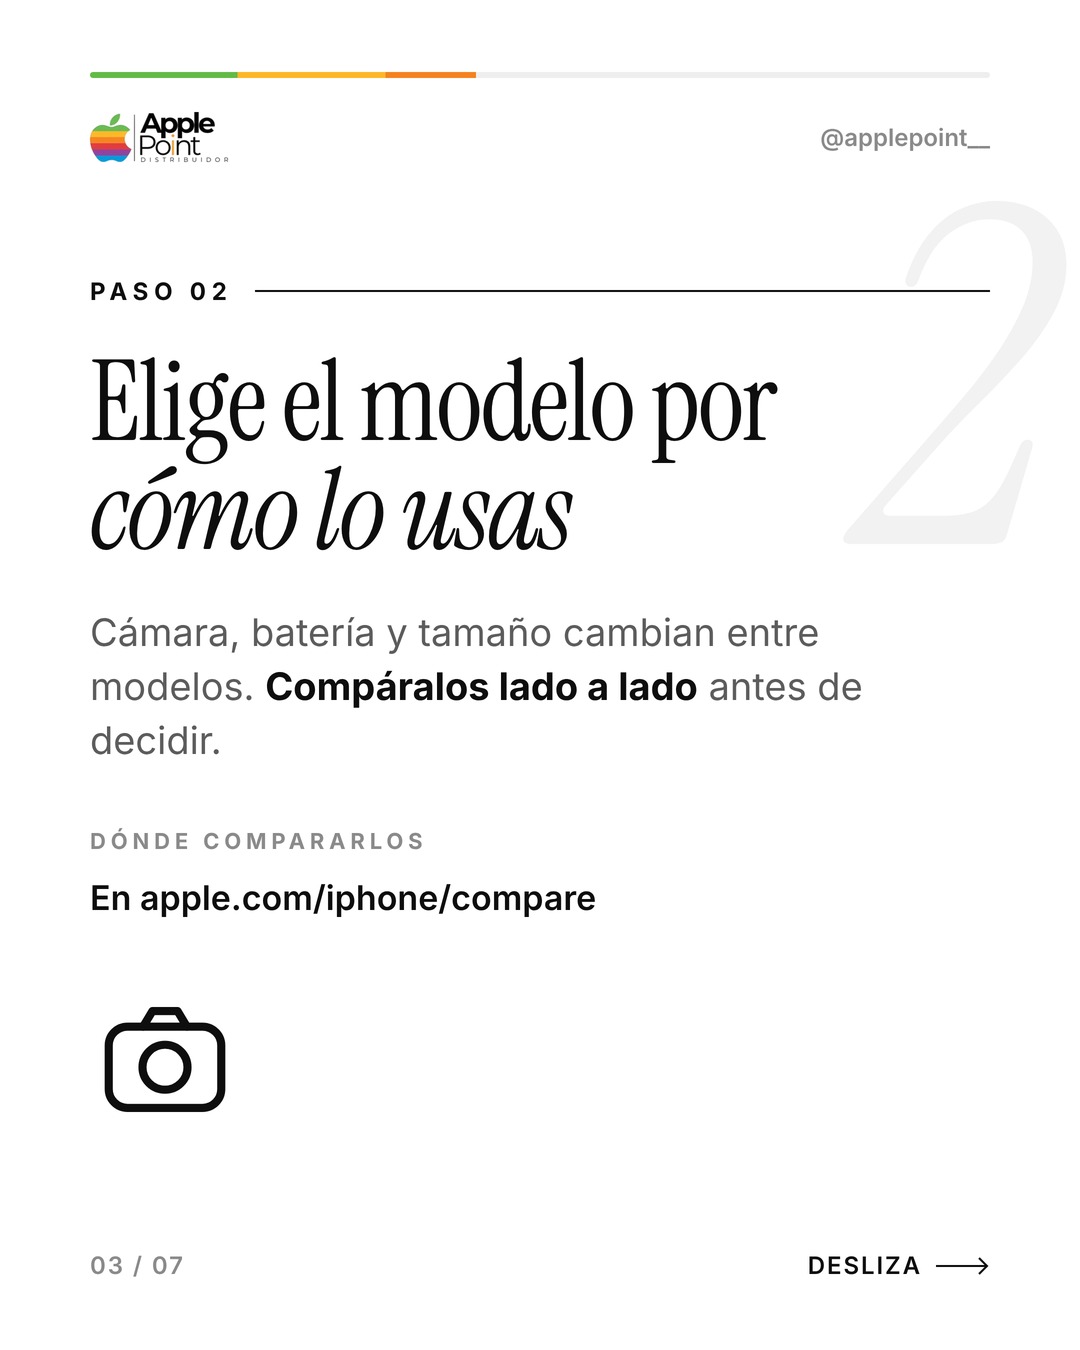 Apple
Point
DISTRIBUIDOR
@applepoint__
2
PASO 02
Elige el modelo por
cómo lo usas
Cámara, batería y tamaño cambian entre
modelos. Compáralos lado a lado antes de
decidir.
DÓNDE COMPARARLOS
En apple.com/iphone/compare
03 / 07
DESLIZA